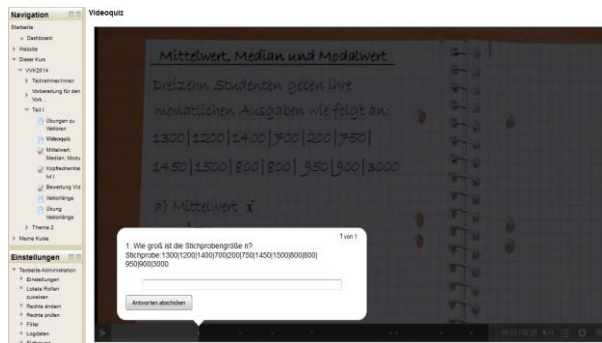 Navigation
Startseite
Dashboard
Website
Dieser Kurs
VVK2014
Teilnehmer/innen
Vorbereitung für den
Vork...
Teil I
Übungen zu
Vektoren
Videoquiz
Mittelwert;
Median; Modu
Kopfrechentrai
Bewertung Vid
Vektorlänge
Übung
Vektorlänge
Thema 2
Meine Kurse
Einstellungen
Textseite-Administration
Einstellungen
Lokale Rollen
zuweisen
Rechte ändern
Rechte prüfen
Filter
Logdaten
Videoquiz
Mittelwert, Median und Modalwert
Dreizehn Studenten geben ihre
monatlichen Ausgaben wie folgt an:
1300|1200|1400|700|200|750|
1450|1500|800|800|950|900|3000
a) Mittelwert x̄
1 von 1
1. Wie groß ist die Stichprobengröße n?
Stichprobe:1300|1200|1400|700|200|750|1450|1500|800|800|
950|900|3000
Antworten abschicken